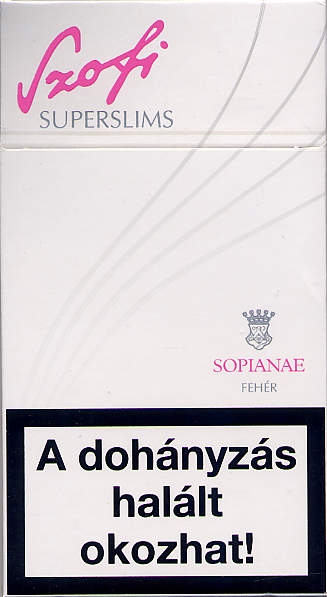 Szofi
SUPERSLIMS
SOPIANAE
FEHÉR
A dohányzás
halált
okozhat!